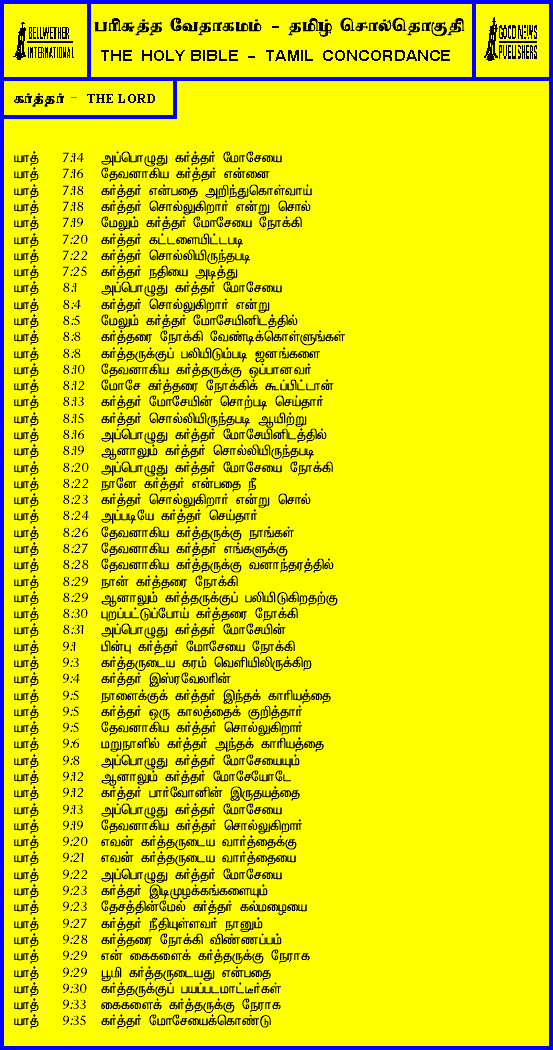 BELLWETHER
INTERNATIONAL
பரிசுத்த வேதாகமம் – தமிழ் சொல்தொகுதி
THE HOLY BIBLE – TAMIL CONCORDANCE
GOOD NEWS
PUBLISHERS
கர்த்தர் – THE LORD
யாத் 7:14 அப்பொழுது கர்த்தர் மோசேயை
யாத் 7:16 தேவனாகிய கர்த்தர் என்னை
யாத் 7:18 கர்த்தர் என்பதை அறிந்துகொள்வாய்
யாத் 7:18 கர்த்தர் சொல்லுகிறார் என்று சொல்
யாத் 7:19 மேலும் கர்த்தர் மோசேயை நோக்கி
யாத் 7:20 கர்த்தர் கட்டளையிட்டபடி
யாத் 7:22 கர்த்தர் சொல்லியிருந்தபடி
யாத் 7:25 கர்த்தர் நதியை அடித்து
யாத் 8:1 அப்பொழுது கர்த்தர் மோசேயை
யாத் 8:4 கர்த்தர் சொல்லுகிறார் என்று
யாத் 8:5 மேலும் கர்த்தர் மோசேயினிடத்தில்
யாத் 8:8 கர்த்தரை நோக்கி வேண்டிக்கொள்ளுங்கள்
யாத் 8:8 கர்த்தருக்குப் பலியிடும்படி ஜனங்களை
யாத் 8:10 தேவனாகிய கர்த்தருக்கு ஒப்பானவர்
யாத் 8:12 மோசே கர்த்தரை நோக்கிக் கூப்பிட்டான்
யாத் 8:13 கர்த்தர் மோசேயின் சொற்படி செய்தார்
யாத் 8:15 கர்த்தர் சொல்லியிருந்தபடி ஆயிற்று
யாத் 8:16 அப்பொழுது கர்த்தர் மோசேயினிடத்தில்
யாத் 8:19 ஆனாலும் கர்த்தர் சொல்லியிருந்தபடி
யாத் 8:20 அப்பொழுது கர்த்தர் மோசேயை நோக்கி
யாத் 8:22 நானே கர்த்தர் என்பதை நீ
யாத் 8:23 கர்த்தர் சொல்லுகிறார் என்று சொல்
யாத் 8:24 அப்படியே கர்த்தர் செய்தார்
யாத் 8:26 தேவனாகிய கர்த்தருக்கு நாங்கள்
யாத் 8:27 தேவனாகிய கர்த்தர் எங்களுக்கு
யாத் 8:28 தேவனாகிய கர்த்தருக்கு வனாந்தரத்தில்
யாத் 8:29 நான் கர்த்தரை நோக்கி
யாத் 8:29 ஆனாலும் கர்த்தருக்குப் பலியிடுகிறதற்கு
யாத் 8:30 புறப்பட்டுப்போய் கர்த்தரை நோக்கி
யாத் 8:31 அப்பொழுது கர்த்தர் மோசேயின்
யாத் 9:1 பின்பு கர்த்தர் மோசேயை நோக்கி
யாத் 9:3 கர்த்தருடைய கரம் வெளியிலிருக்கிற
யாத் 9:4 கர்த்தர் இஸ்ரவேலரின்
யாத் 9:5 நாளைக்குக் கர்த்தர் இந்தக் காரியத்தை
யாத் 9:5 கர்த்தர் ஒரு காலத்தைக் குறித்தார்
யாத் 9:5 தேவனாகிய கர்த்தர் சொல்லுகிறார்
யாத் 9:6 மறுநாளில் கர்த்தர் அந்தக் காரியத்தை
யாத் 9:8 அப்பொழுது கர்த்தர் மோசேயையும்
யாத் 9:12 ஆனாலும் கர்த்தர் மோசேயோடே
யாத் 9:12 கர்த்தர் பார்வோனின் இருதயத்தை
யாத் 9:13 அப்பொழுது கர்த்தர் மோசேயை
யாத் 9:19 தேவனாகிய கர்த்தர் சொல்லுகிறார்
யாத் 9:20 எவன் கர்த்தருடைய வார்த்தைக்கு
யாத் 9:21 எவன் கர்த்தருடைய வார்த்தையை
யாத் 9:22 அப்பொழுது கர்த்தர் மோசேயை
யாத் 9:23 கர்த்தர் இடிமுழக்கங்களையும்
யாத் 9:23 தேசத்தின்மேல் கர்த்தர் கல்மழையை
யாத் 9:27 கர்த்தர் நீதியுள்ளவர் நானும்
யாத் 9:28 கர்த்தரை நோக்கி விண்ணப்பம்
யாத் 9:29 என் கைகளைக் கர்த்தருக்கு நேராக
யாத் 9:29 பூமி கர்த்தருடையது என்பதை
யாத் 9:30 கர்த்தருக்குப் பயப்படமாட்டீர்கள்
யாத் 9:33 கைகளைக் கர்த்தருக்கு நேராக
யாத் 9:35 கர்த்தர் மோசேயைக்கொண்டு